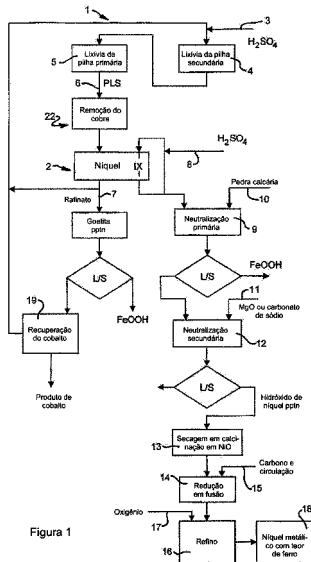 1
3
H₂SO₄
Lixívia da
pilha primária
5
Lixívia da pilha
secundária
4
6
PLS
Remoção do
cobre
22
H₂SO₄
8
2
Níquel
IX
7
Rafinato
Pedra calcária
10
Goetita
pptn
Neutralização
primária
9
L/S
FeOOH
L/S
FeOOH
11
MgO ou carbonato
de sódio
19
Recuperação
do cobalto
Neutralização
secundária
12
Produto de
cobalto
L/S
Hidróxido de
níquel pptn
13
Secagem em calci-
nação em NiO
Carbono e
circulação
14
Redução
em fusão
15
Oxigênio
17
Refino
16
18
Níquel metáli-
co com teor de
ferro
Figura 1